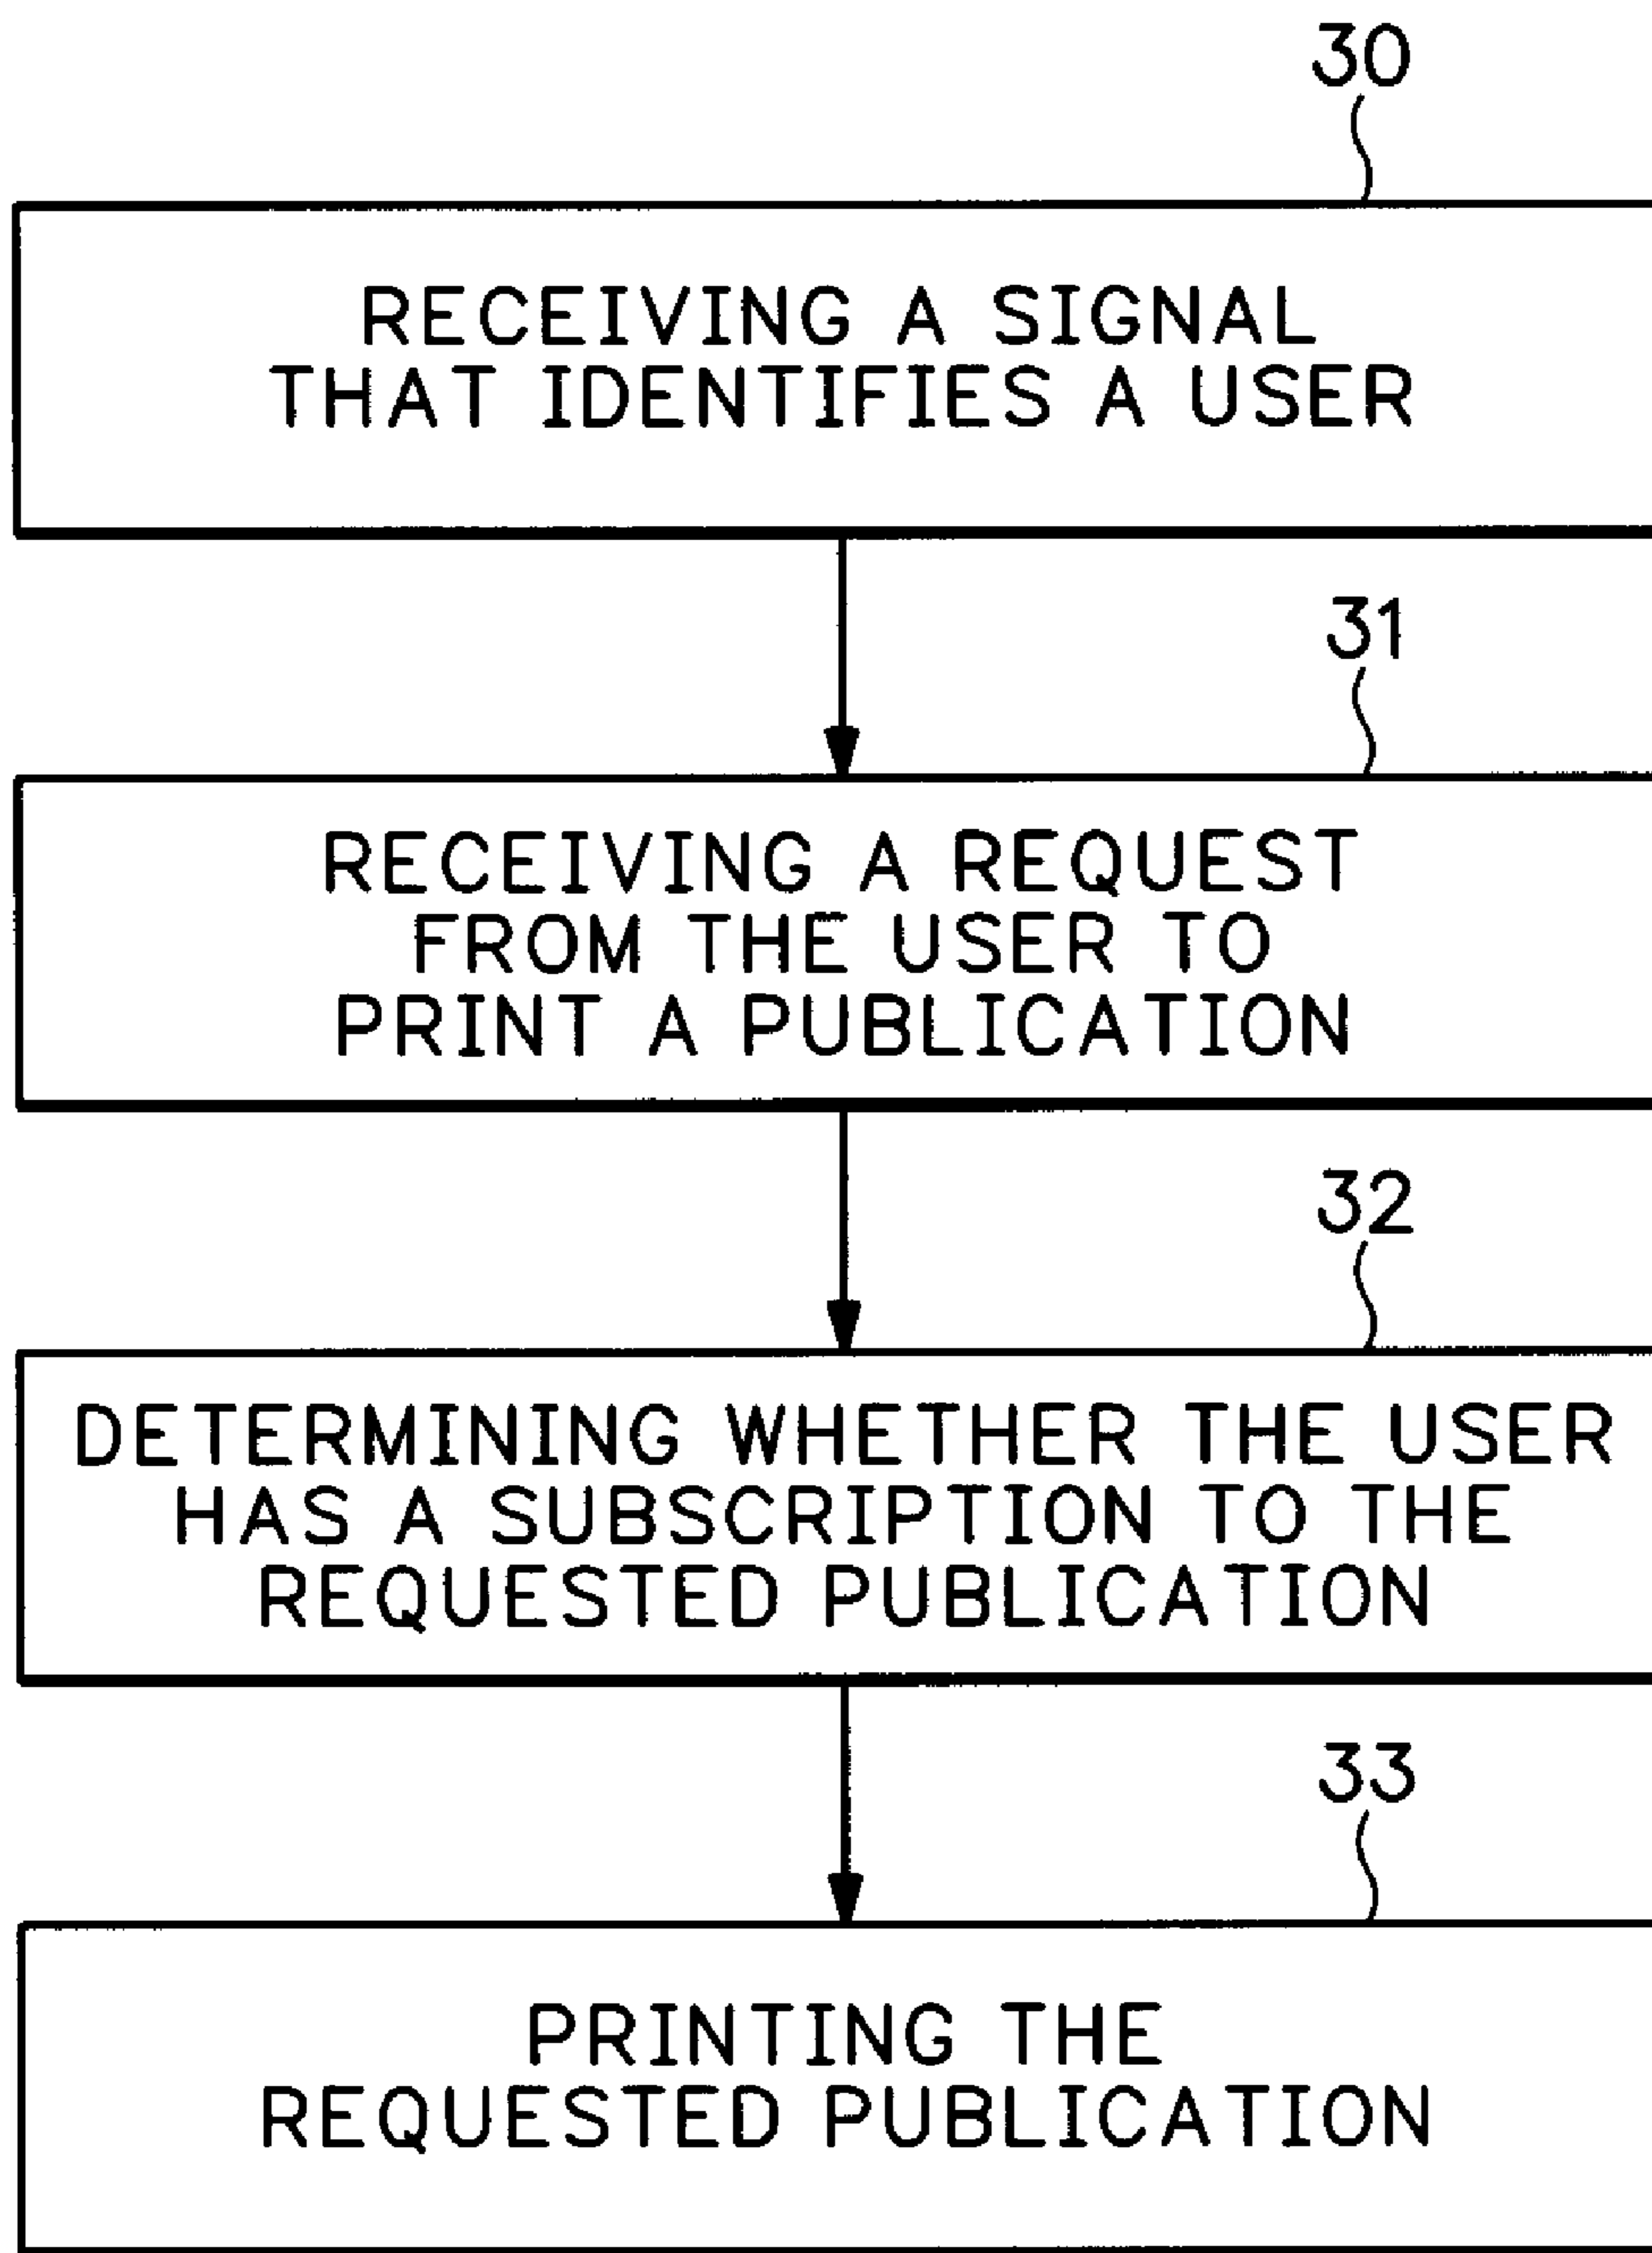 30
RECEIVING A SIGNAL
THAT IDENTIFIES A USER
31
RECEIVING A REQUEST
FROM THE USER TO
PRINT A PUBLICATION
32
DETERMINING WHETHER THE USER
HAS A SUBSCRIPTION TO THE
REQUESTED PUBLICATION
33
PRINTING THE
REQUESTED PUBLICATION